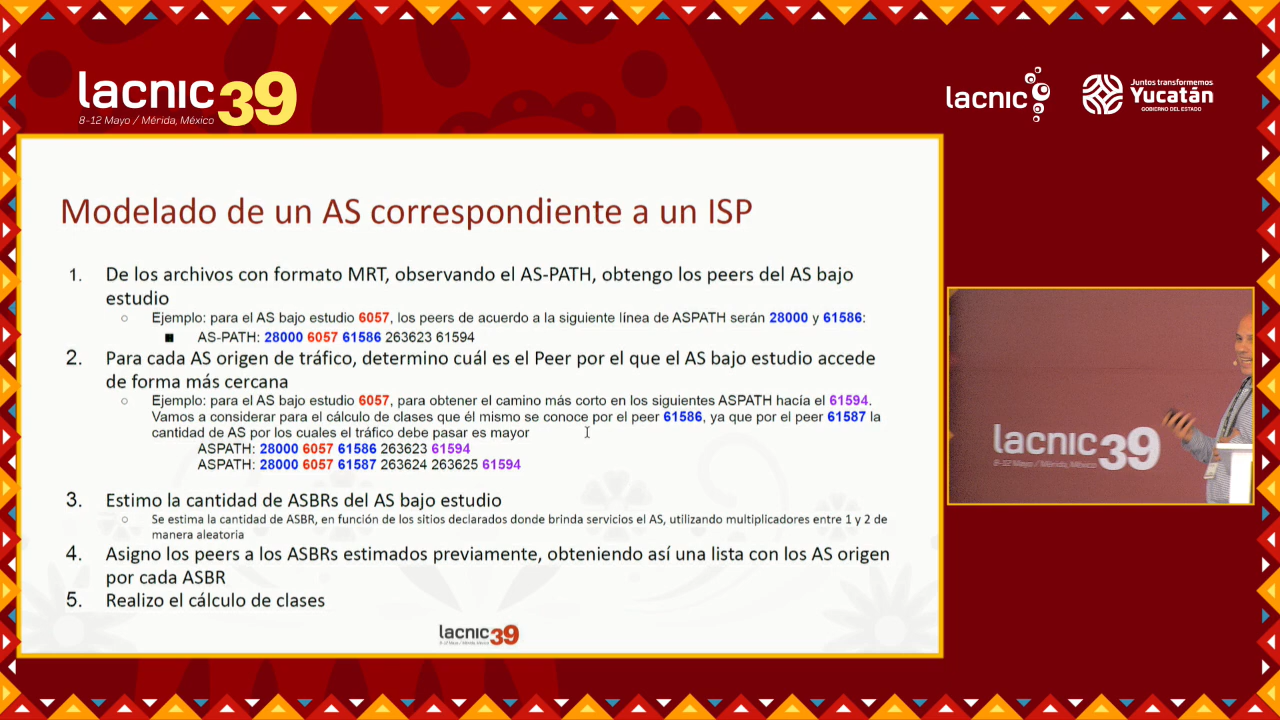 lacnic 39
8-12 Mayo / Mérida, México
lacnic
Juntos transformemos
Yucatán
GOBIERNO DEL ESTADO
Modelado de un AS correspondiente a un ISP
1. De los archivos con formato MRT, observando el AS-PATH, obtengo los peers del AS bajo
estudio
○ Ejemplo: para el AS bajo estudio 6057, los peers de acuerdo a la siguiente línea de ASPATH serán 28000 y 61586:
■ AS-PATH: 28000 6057 61586 263623 61594
2. Para cada AS origen de tráfico, determino cuál es el Peer por el que el AS bajo estudio accede
de forma más cercana
○ Ejemplo: para el AS bajo estudio 6057, para obtener el camino más corto en los siguientes ASPATH hacía el 61594.
Vamos a considerar para el cálculo de clases que él mismo se conoce por el peer 61586, ya que por el peer 61587 la
cantidad de AS por los cuales el tráfico debe pasar es mayor
ASPATH: 28000 6057 61586 263623 61594
ASPATH: 28000 6057 61587 263624 263625 61594
3. Estimo la cantidad de ASBRs del AS bajo estudio
○ Se estima la cantidad de ASBR, en función de los sitios declarados donde brinda servicios el AS, utilizando multiplicadores entre 1 y 2 de
manera aleatoria
4. Asigno los peers a los ASBRs estimados previamente, obteniendo así una lista con los AS origen
por cada ASBR
5. Realizo el cálculo de clases
lacnic 39
lacnic 39
8-12 Mayo / Mérida, México